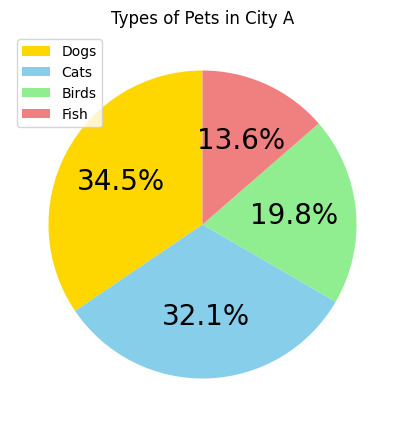 Types of Pets in City A
Dogs
Cats
Birds
Fish
13.6%
34.5%
19.8%
32.1%